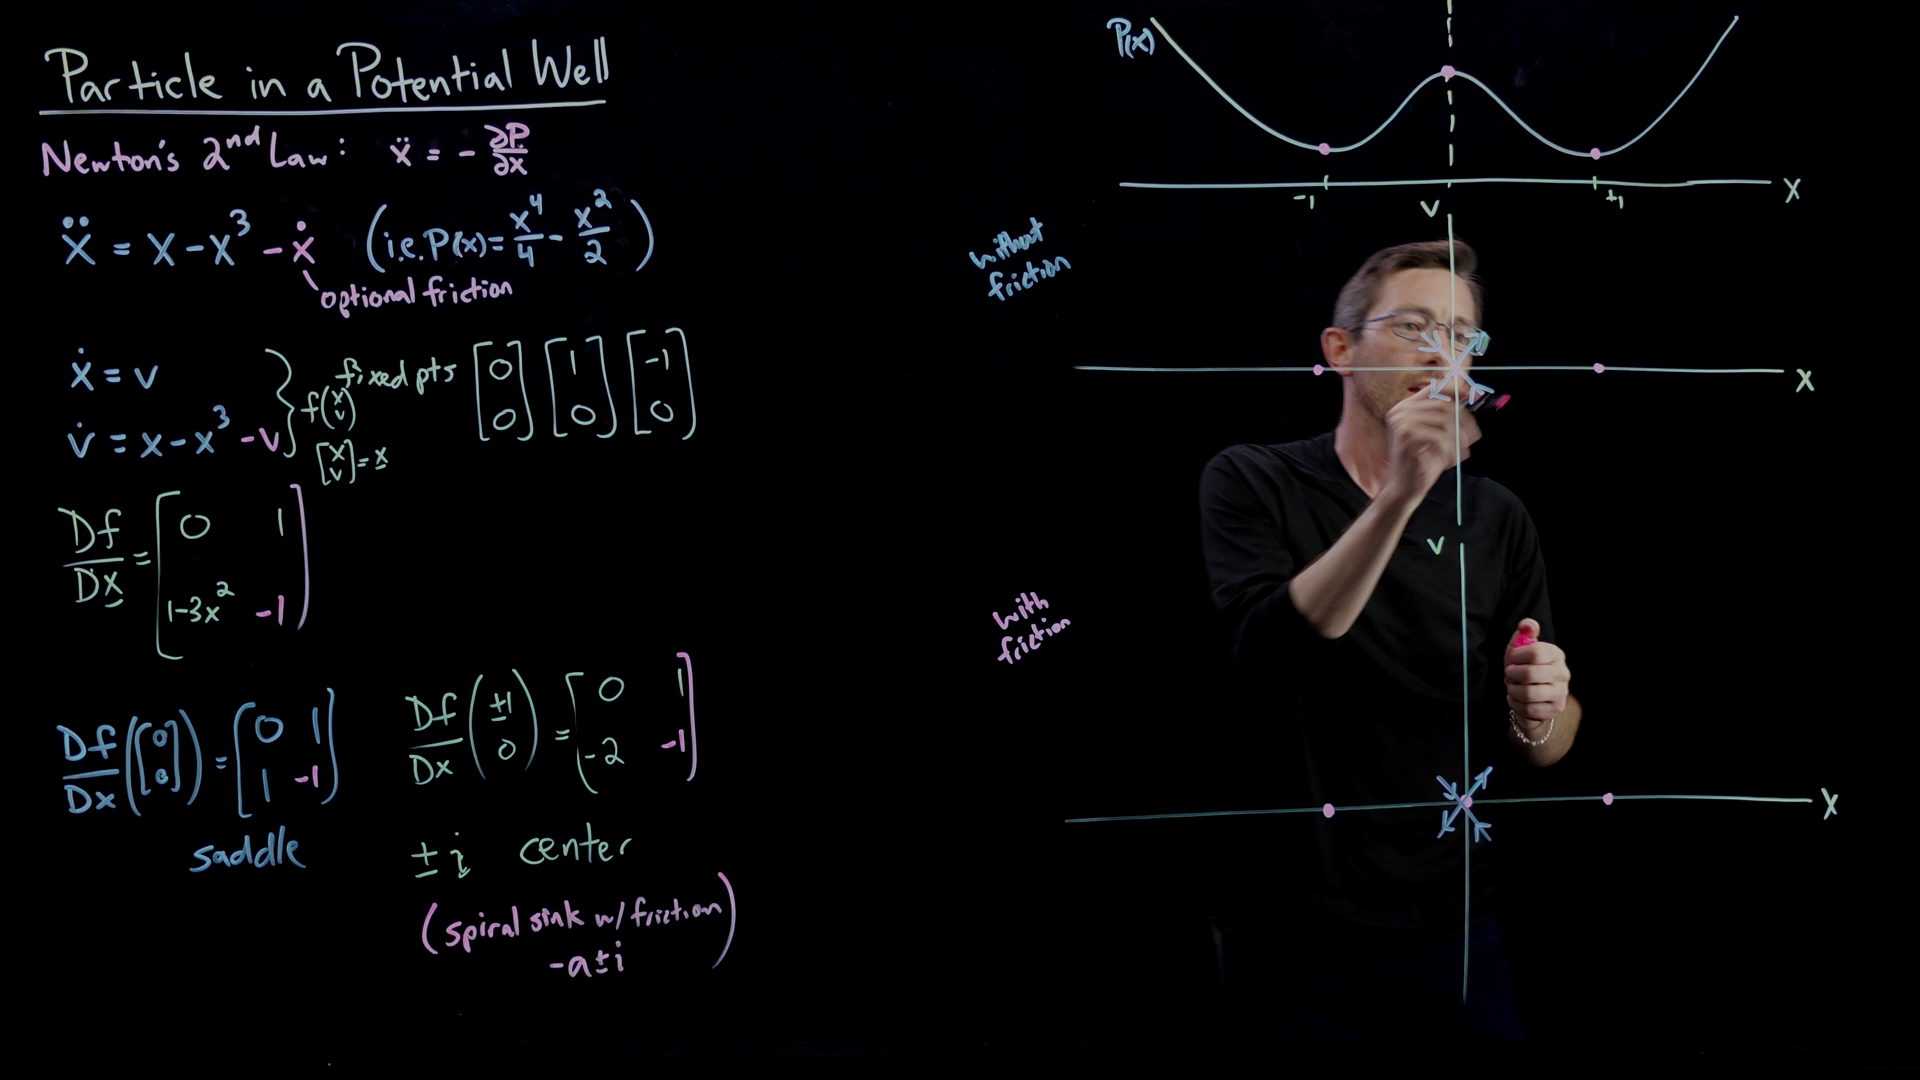 Particle in a Potential Well
Newton's 2nd Law: ẍ = - ∂P/∂x
ẍ = x - x³ - ẋ (i.e. P(x) = x⁴/4 - x²/2)
optional friction
ẋ = v
v̇ = x - x³ - v } f(x v)
[x v] = x
fixed pts [0 0] [1 0] [-1 0]
Df/Dx = [0 1
1-3x² -1]
Df/Dx ([0 0]) = [0 1
1 -1]
saddle
Df/Dx (±1 0) = [0 1
-2 -1]
± i center
(spiral sink w/ friction)
-a ± i
P(x)
-1 +1 x
without
friction
v
x
with
friction
v
x